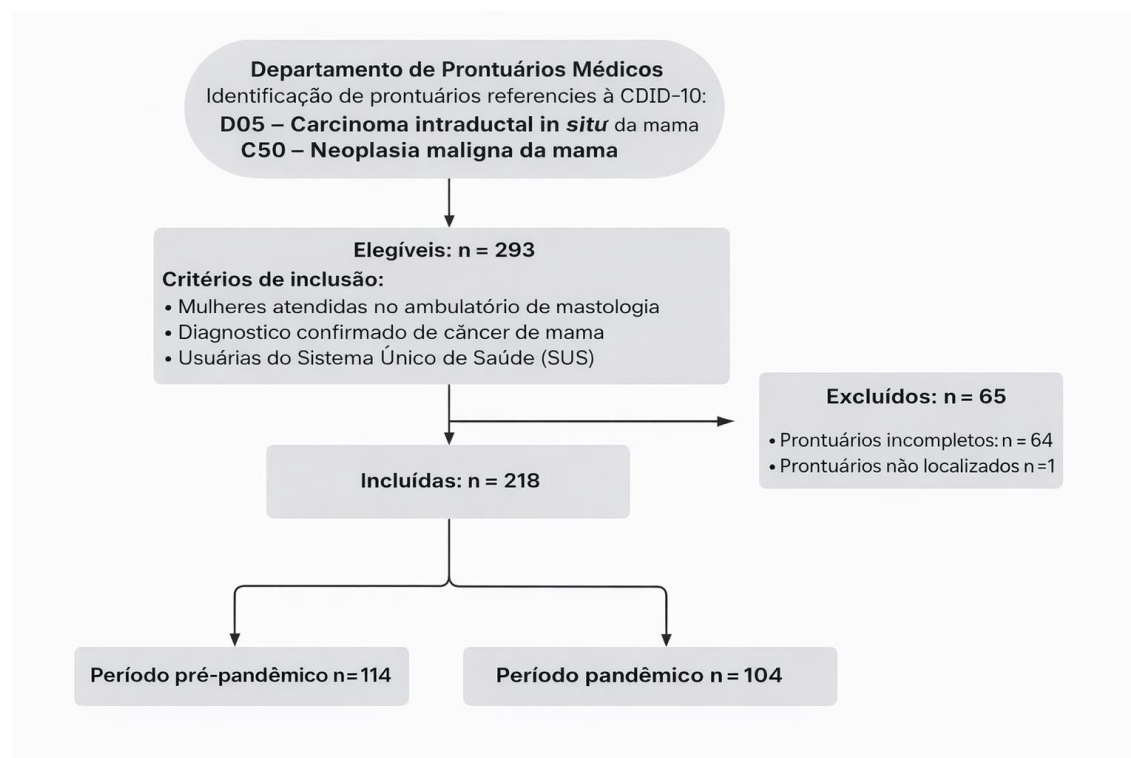 Departamento de Prontuários Médicos
Identificação de prontuários referencies à CDID-10:
D05 – Carcinoma intraductal in situ da mama
C50 – Neoplasia maligna da mama
Elegíveis: n = 293
Critérios de inclusão:
• Mulheres atendidas no ambulatório de mastologia
• Diagnostico confirmado de căncer de mama
• Usuárias do Sistema Único de Saúde (SUS)
Excluídos: n = 65
• Prontuários incompletos: n = 64
• Prontuários não localizados n =1
Incluídas: n = 218
Período pré-pandêmico n=114
Período pandêmico n = 104